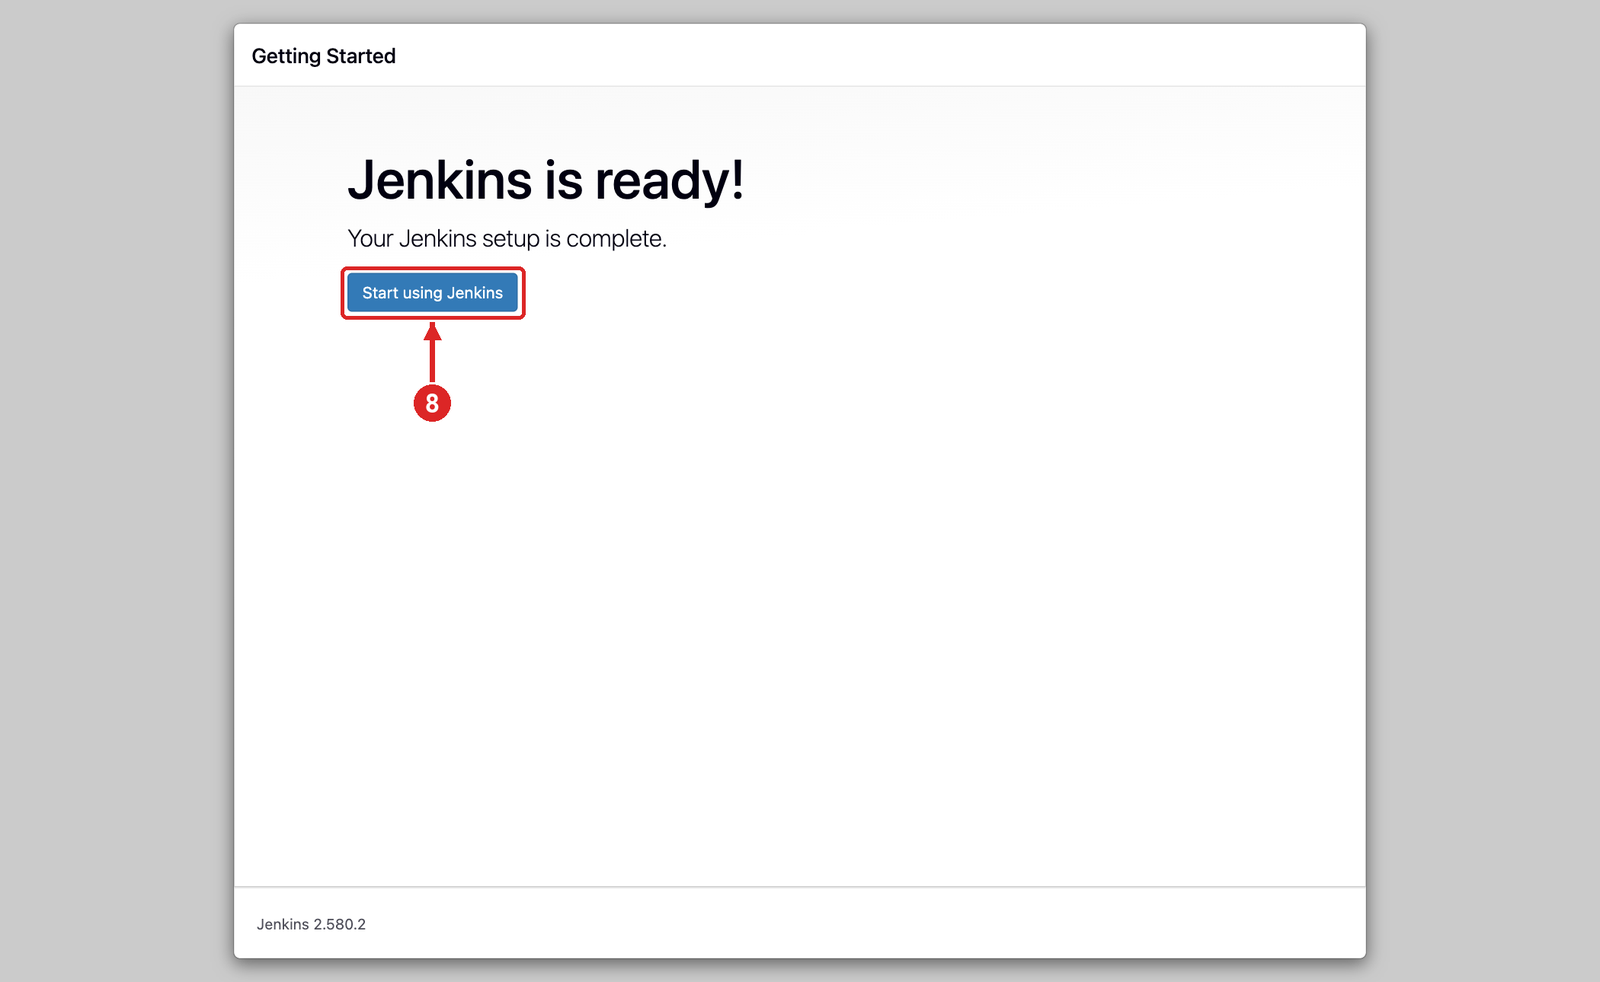 Getting Started
Jenkins is ready!
Your Jenkins setup is complete.
Start using Jenkins
8
Jenkins 2.580.2